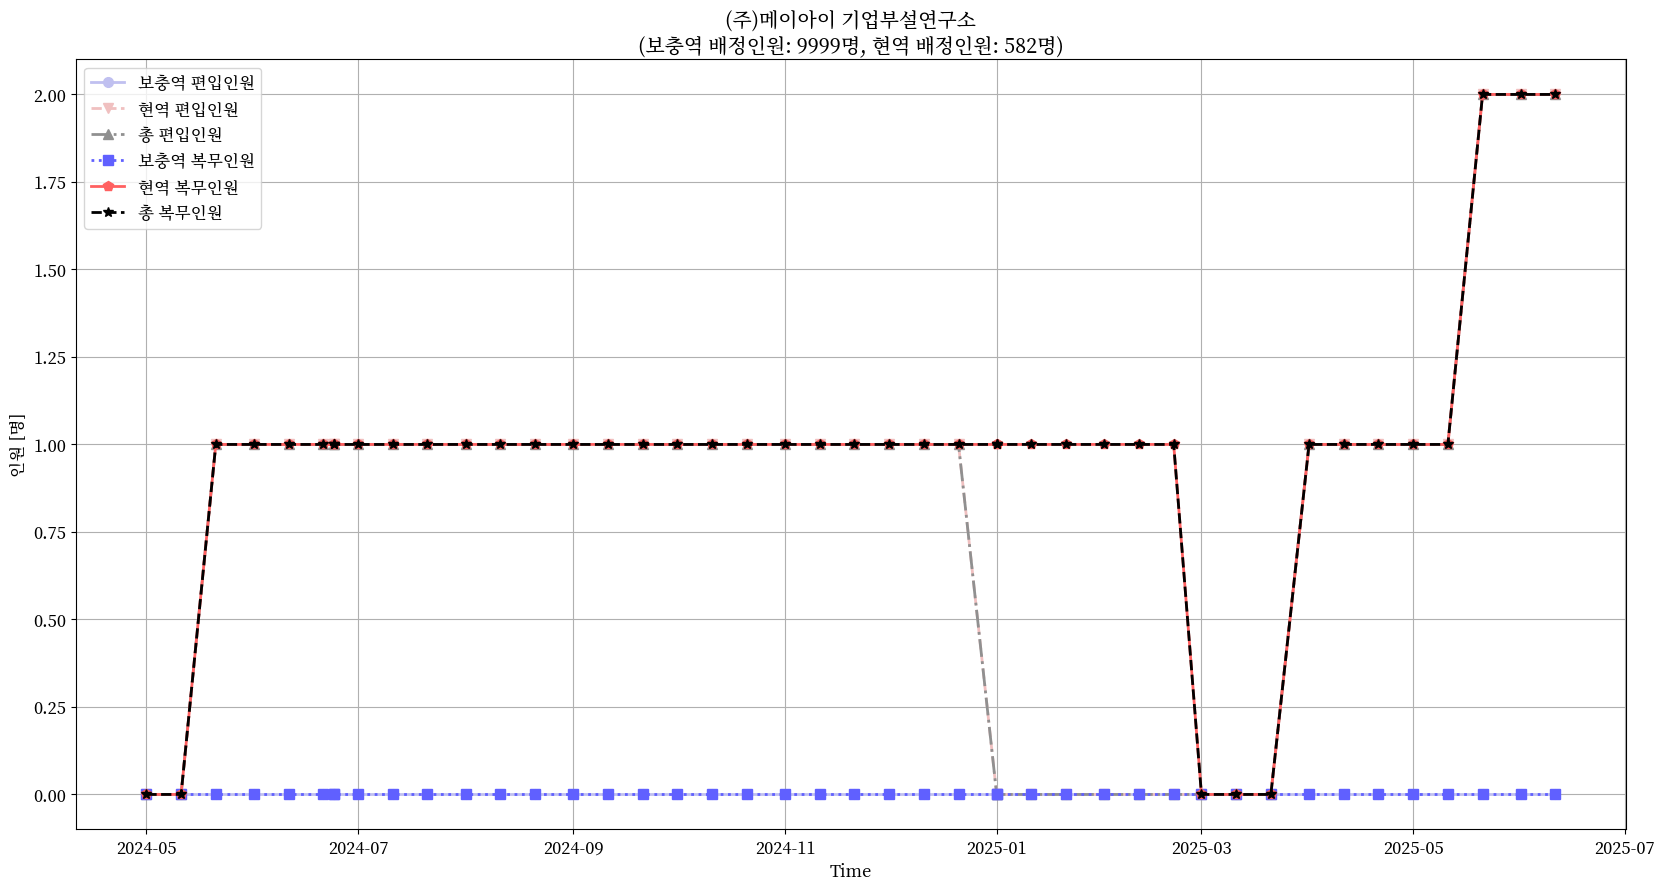 (주)메이아이 기업부설연구소
(보충역 배정인원: 9999명, 현역 배정인원: 582명)
보충역 편입인원
현역 편입인원
총 편입인원
보충역 복무인원
현역 복무인원
총 복무인원
인원 [명]
2.00
1.75
1.50
1.25
1.00
0.75
0.50
0.25
0.00
2024-05
2024-07
2024-09
2024-11
2025-01
2025-03
2025-05
2025-07
Time